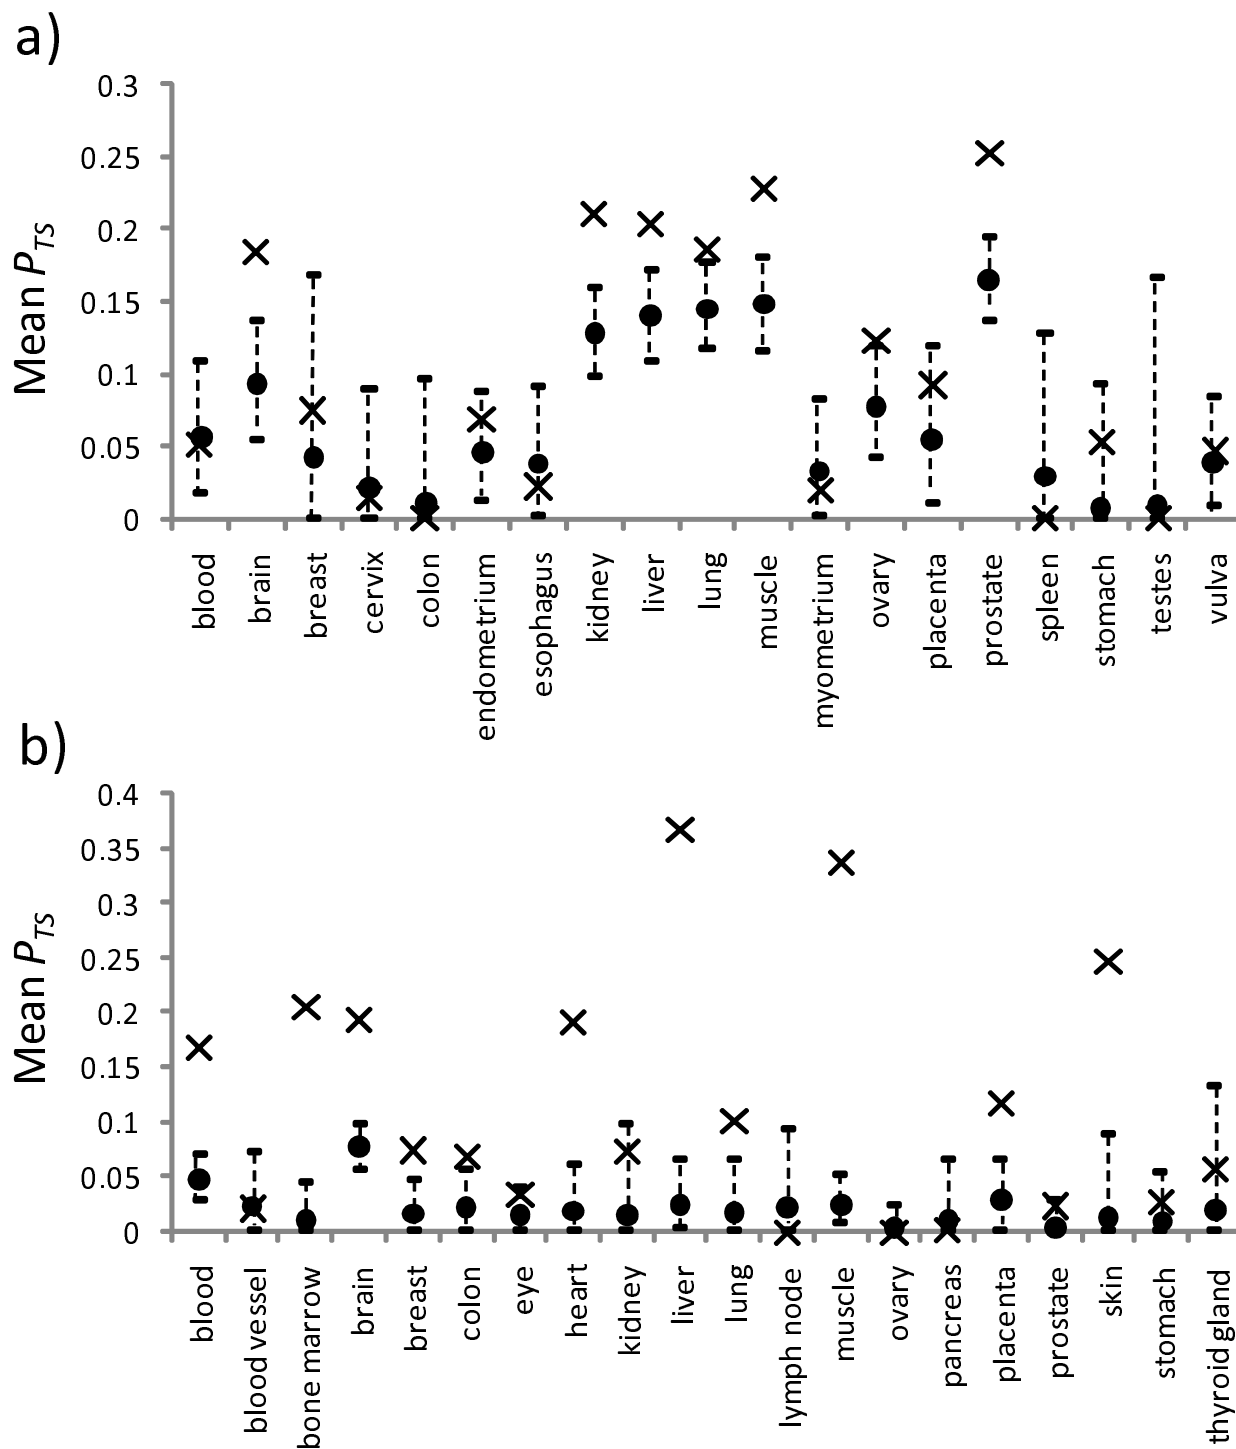 a)
Mean PTS
0.3
0.25
0.2
0.15
0.1
0.05
0
blood
brain
breast
cervix
colon
endometrium
esophagus
kidney
liver
lung
muscle
myometrium
ovary
placenta
prostate
spleen
stomach
testes
vulva
b)
Mean PTS
0.4
0.35
0.3
0.25
0.2
0.15
0.1
0.05
0
blood
blood vessel
bone marrow
brain
breast
colon
eye
heart
kidney
liver
lung
lymph node
muscle
ovary
pancreas
placenta
prostate
skin
stomach
thyroid gland